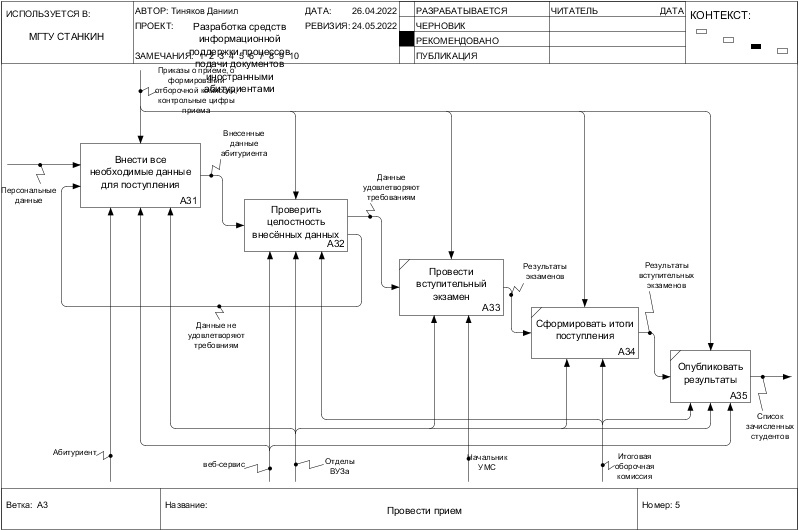 ИСПОЛЬЗУЕТСЯ В:
МГТУ СТАНКИН
АВТОР: Тиняков Даниил
ДАТА: 26.04.2022
ПРОЕКТ: Разработка средств
информационной
поддержки процессов
подачи документов
иностранными
абитуриентами
РЕВИЗИЯ: 24.05.2022
ЗАМЕЧАНИЯ: 1 2 3 4 5 6 7 8 9 10
РАЗРАБАТЫВАЕТСЯ
ЧЕРНОВИК
РЕКОМЕНДОВАНО
ПУБЛИКАЦИЯ
ЧИТАТЕЛЬ ДАТА
КОНТЕКСТ:
Приказы о приеме, о
формировании
отборочной комиссии,
контрольные цифры
приема
Персональные
данные
Внести все
необходимые данные
для поступления
A31
Внесенные
данные
абитуриента
Проверить
целостность
внесённых данных
A32
Данные
удовлетворяют
требованиям
Данные не
удовлетворяют
требовниям
Провести
вступительный
экзамен
A33
Результаты
экзаменов
Сформировать итоги
поступления
A34
Результаты
вступительных
экзаменов
Опубликовать
результаты
A35
Список
зачисленных
студентов
Абитуриент
веб-сервис
Отделы
ВУЗа
Начальник
УМС
Итоговая
оборочная
комиссия
Ветка: A3
Название:
Провести прием
Номер: 5